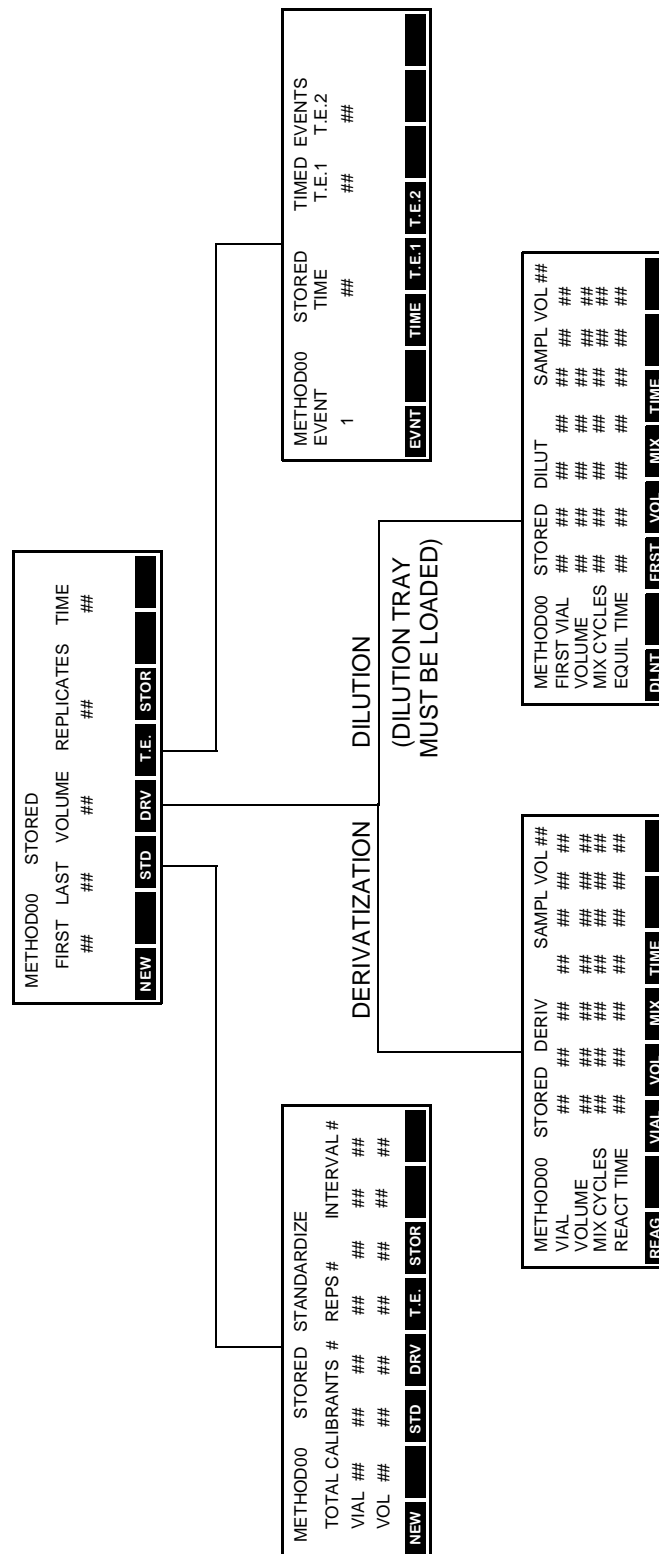 METHOD00 STORED
FIRST LAST VOLUME REPLICATES TIME
## ## ## ## ##
NEW STD DRV T.E. STOR
METHOD00 STORED STANDARDIZE
TOTAL CALIBRANTS # REPS # INTERVAL #
VIAL ## ## ## ## ## ## ##
VOL ## ## ## ## ## ## ##
NEW STD DRV T.E. STOR
METHOD00 STORED TIMED EVENTS
EVENT TIME T.E.1 T.E.2
1 ## ## ##
EVNT TIME T.E.1 T.E.2
DERIVATIZATION
DILUTION
(DILUTION TRAY
MUST BE LOADED)
METHOD00 STORED DERIV SAMPL VOL ##
VIAL ## ## ## ## ## ## ##
VOLUME ## ## ## ## ## ## ##
MIX CYCLES ## ## ## ## ## ## ##
REACT TIME ## ## ## ## ## ## ##
REAG VIAL VOL MIX TIME
METHOD00 STORED DILUT SAMPL VOL ##
FIRST VIAL ## ## ## ## ## ## ##
VOLUME ## ## ## ## ## ## ##
MIX CYCLES ## ## ## ## ## ## ##
EQUIL TIME ## ## ## ## ## ## ##
DLNT FRST VOL MIX TIME